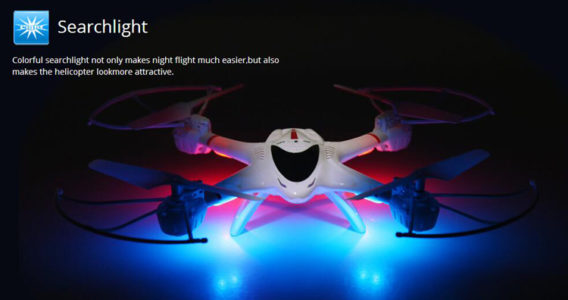 Searchlight
Colorful searchlight not only makes night flight much easier,but also
makes the helicopter lookmore attractive.